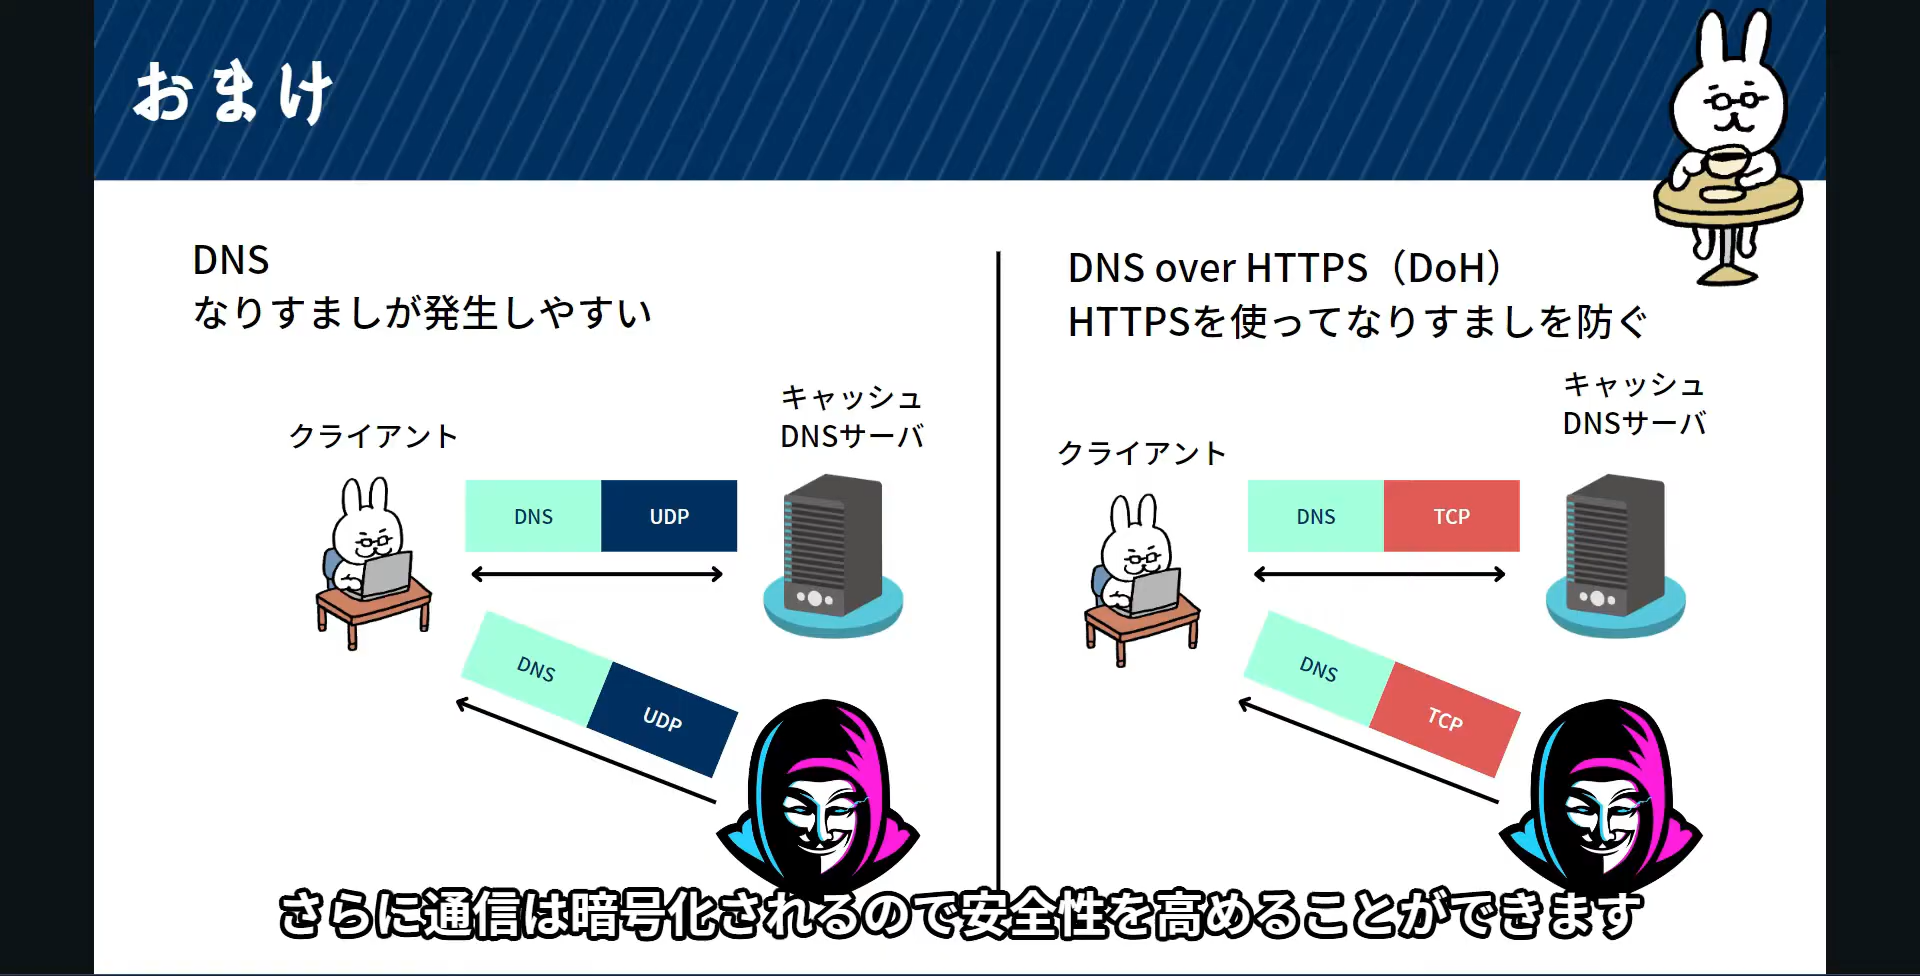 おまけ
DNS
なりすましが発生しやすい
クライアント
キャッシュ
DNSサーバ
DNS
UDP
DNS
UDP
DNS over HTTPS（DoH）
HTTPSを使ってなりすましを防ぐ
クライアント
キャッシュ
DNSサーバ
DNS
TCP
DNS
TCP
さらに通信は暗号化されるので安全性を高めることができます